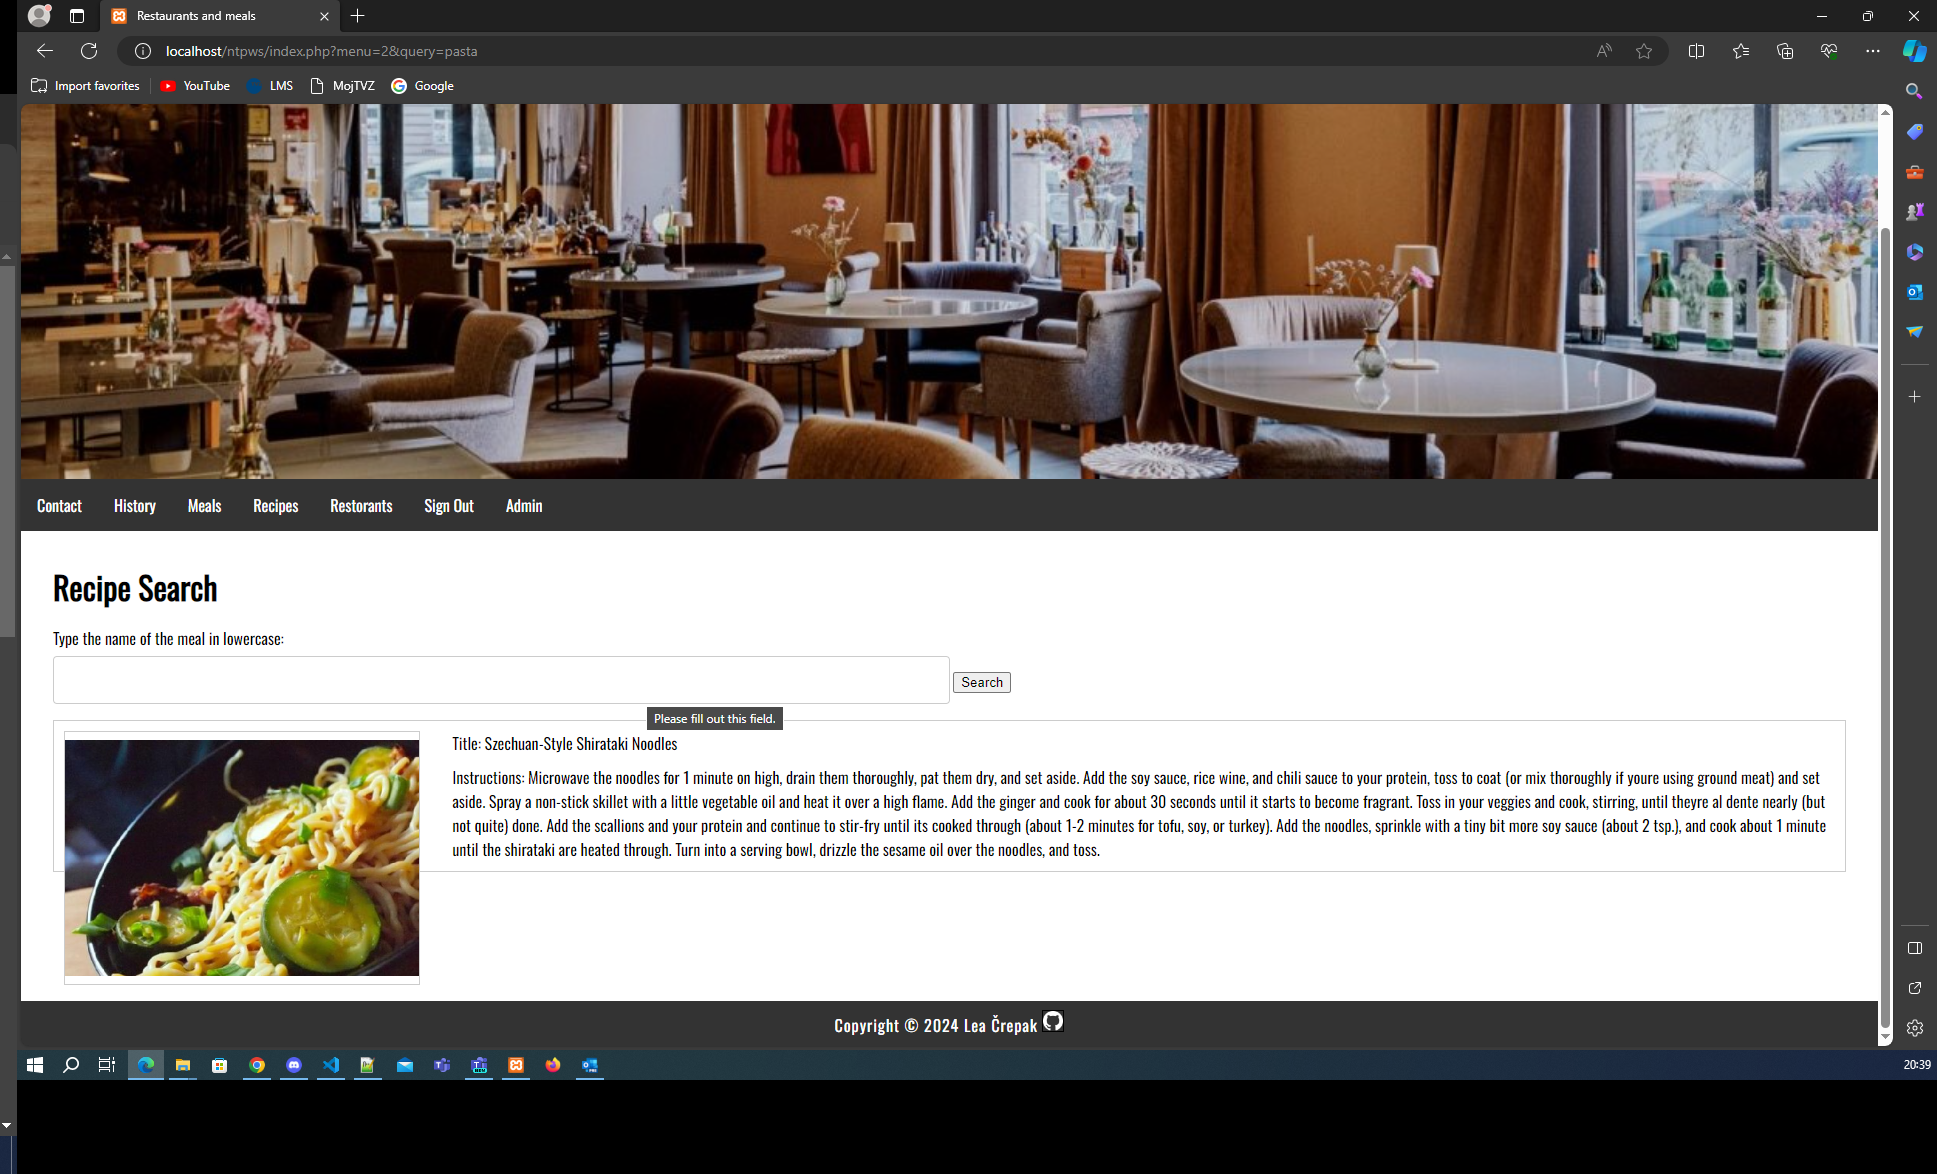 Restaurants and meals
localhost/ntpws/index.php?menu=2&query=pasta
Import favorites
YouTube
LMS
MojTVZ
Google
Contact
History
Meals
Recipes
Restorants
Sign Out
Admin
Recipe Search
Type the name of the meal in lowercase:
Search
Please fill out this field.
Title: Szechuan-Style Shirataki Noodles
Instructions: Microwave the noodles for 1 minute on high, drain them thoroughly, pat them dry, and set aside. Add the soy sauce, rice wine, and chili sauce to your protein, toss to coat (or mix thoroughly if youre using ground meat) and set
aside. Spray a non-stick skillet with a little vegetable oil and heat it over a high flame. Add the ginger and cook for about 30 seconds until it starts to become fragrant. Toss in your veggies and cook, stirring, until theyre al dente nearly (but
not quite) done. Add the scallions and your protein and continue to stir-fry until its cooked through (about 1-2 minutes for tofu, soy, or turkey). Add the noodles, sprinkle with a tiny bit more soy sauce (about 2 tsp.), and cook about 1 minute
until the shirataki are heated through. Turn into a serving bowl, drizzle the sesame oil over the noodles, and toss.
Copyright © 2024 Lea Črepak
20:39